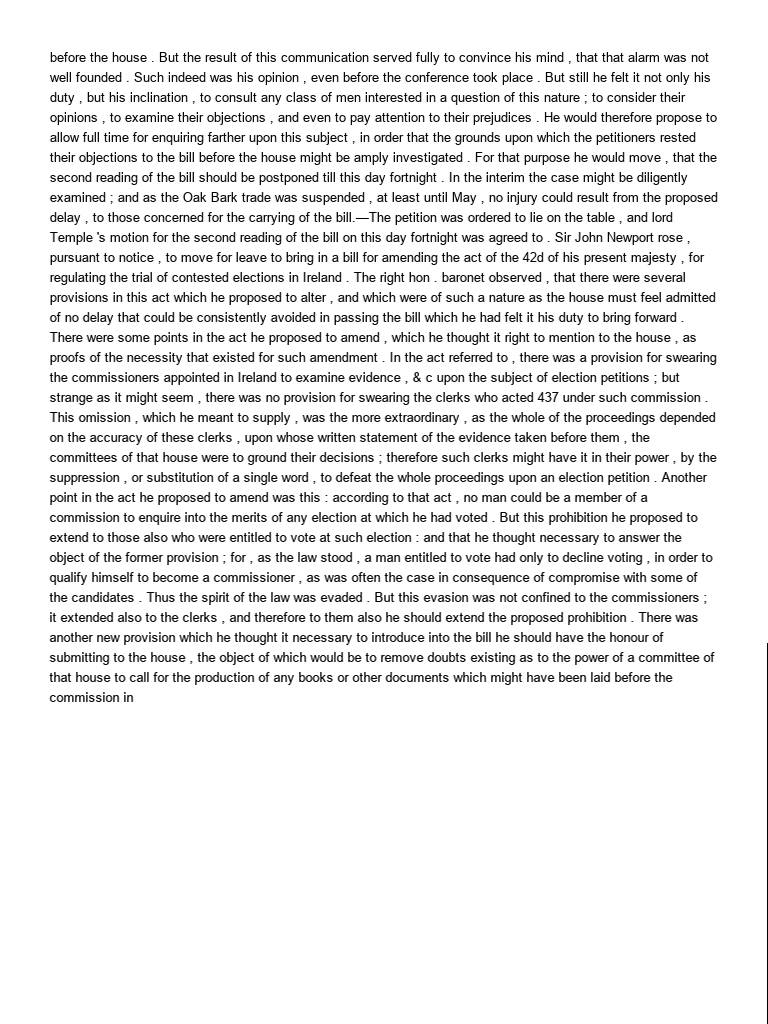 before the house . But the result of this communication served fully to convince his mind , that that alarm was not
well founded . Such indeed was his opinion , even before the conference took place . But still he felt it not only his
duty , but his inclination , to consult any class of men interested in a question of this nature ; to consider their
opinions , to examine their objections , and even to pay attention to their prejudices . He would therefore propose to
allow full time for enquiring farther upon this subject , in order that the grounds upon which the petitioners rested
their objections to the bill before the house might be amply investigated . For that purpose he would move , that the
second reading of the bill should be postponed till this day fortnight . In the interim the case might be diligently
examined ; and as the Oak Bark trade was suspended , at least until May , no injury could result from the proposed
delay , to those concerned for the carrying of the bill.—The petition was ordered to lie on the table , and lord
Temple 's motion for the second reading of the bill on this day fortnight was agreed to . Sir John Newport rose ,
pursuant to notice , to move for leave to bring in a bill for amending the act of the 42d of his present majesty , for
regulating the trial of contested elections in Ireland . The right hon . baronet observed , that there were several
provisions in this act which he proposed to alter , and which were of such a nature as the house must feel admitted
of no delay that could be consistently avoided in passing the bill which he had felt it his duty to bring forward .
There were some points in the act he proposed to amend , which he thought it right to mention to the house , as
proofs of the necessity that existed for such amendment . In the act referred to , there was a provision for swearing
the commissioners appointed in Ireland to examine evidence , & c upon the subject of election petitions ; but
strange as it might seem , there was no provision for swearing the clerks who acted 437 under such commission .
This omission , which he meant to supply , was the more extraordinary , as the whole of the proceedings depended
on the accuracy of these clerks , upon whose written statement of the evidence taken before them , the
committees of that house were to ground their decisions ; therefore such clerks might have it in their power , by the
suppression , or substitution of a single word , to defeat the whole proceedings upon an election petition . Another
point in the act he proposed to amend was this : according to that act , no man could be a member of a
commission to enquire into the merits of any election at which he had voted . But this prohibition he proposed to
extend to those also who were entitled to vote at such election : and that he thought necessary to answer the
object of the former provision ; for , as the law stood , a man entitled to vote had only to decline voting , in order to
qualify himself to become a commissioner , as was often the case in consequence of compromise with some of
the candidates . Thus the spirit of the law was evaded . But this evasion was not confined to the commissioners ;
it extended also to the clerks , and therefore to them also he should extend the proposed prohibition . There was
another new provision which he thought it necessary to introduce into the bill he should have the honour of
submitting to the house , the object of which would be to remove doubts existing as to the power of a committee of
that house to call for the production of any books or other documents which might have been laid before the
commission in